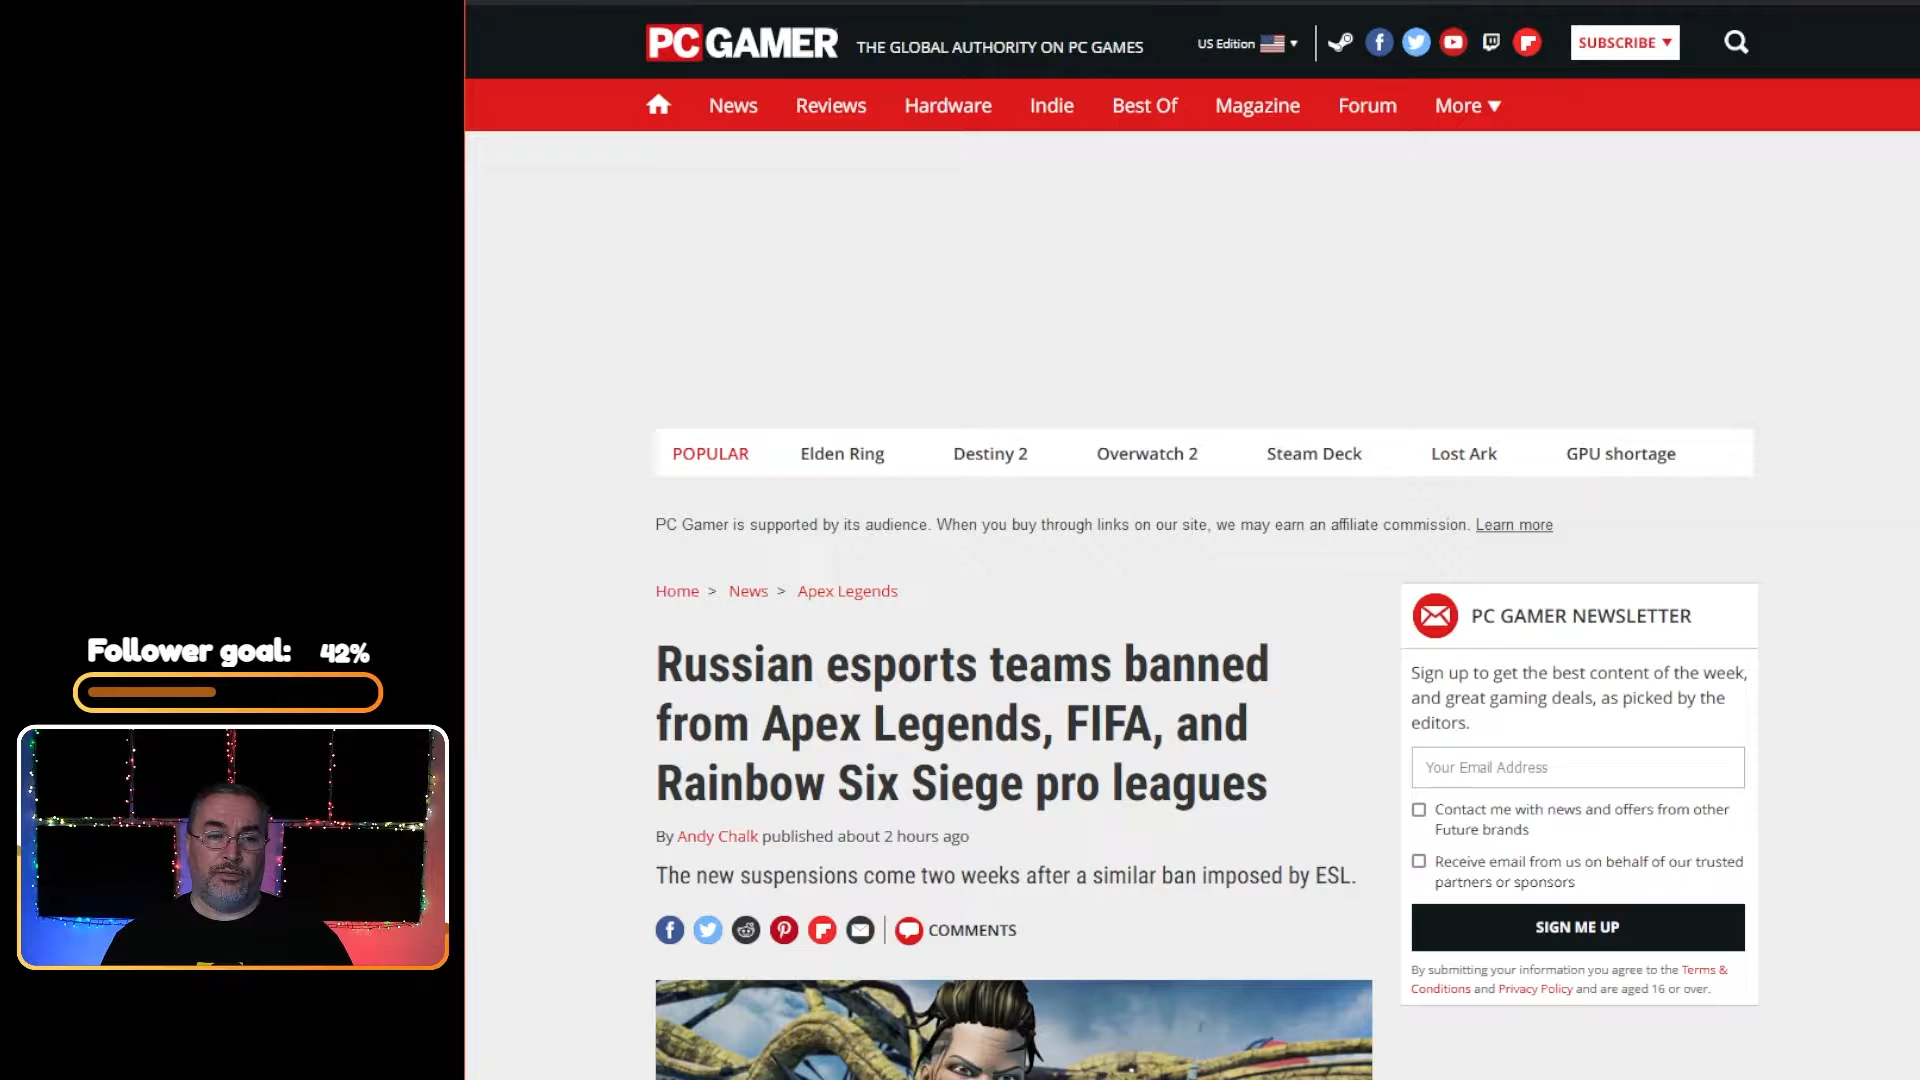 PC GAMER THE GLOBAL AUTHORITY ON PC GAMES US Edition SUBSCRIBE
News Reviews Hardware Indie Best Of Magazine Forum More
POPULAR Elden Ring Destiny 2 Overwatch 2 Steam Deck Lost Ark GPU shortage
PC Gamer is supported by its audience. When you buy through links on our site, we may earn an affiliate commission. Learn more
Home > News > Apex Legends
Russian esports teams banned
from Apex Legends, FIFA, and
Rainbow Six Siege pro leagues
By Andy Chalk published about 2 hours ago
The new suspensions come two weeks after a similar ban imposed by ESL.
COMMENTS
PC GAMER NEWSLETTER
Sign up to get the best content of the week,
and great gaming deals, as picked by the
editors.
Your Email Address
Contact me with news and offers from other
Future brands
Receive email from us on behalf of our trusted
partners or sponsors
SIGN ME UP
By submitting your information you agree to the Terms &
Conditions and Privacy Policy and are aged 16 or over.
Follower goal: 42%